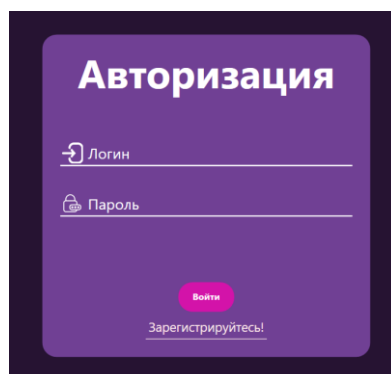 Авторизация
Логин
Пароль
Войти
Зарегистрируйтесь!